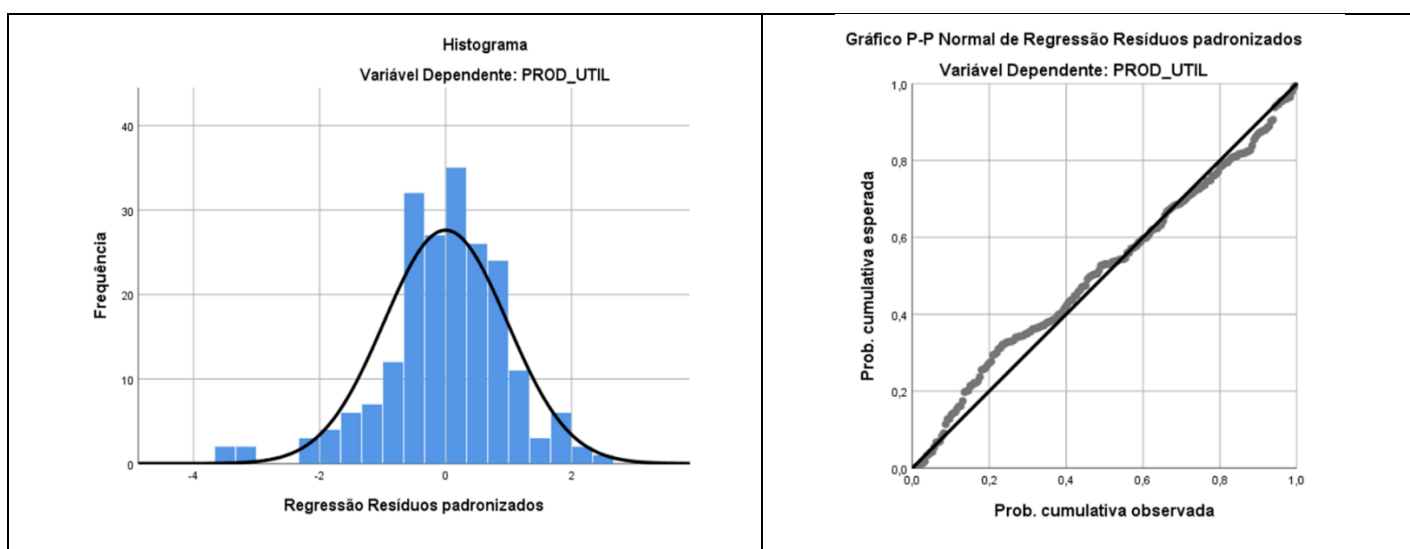 Histograma
Variável Dependente: PROD_UTIL
Frequência
40
30
20
10
0
-4
-2
0
2
Regressão Resíduos padronizados
Gráfico P-P Normal de Regressão Resíduos padronizados
Variável Dependente: PROD_UTIL
Prob. cumulativa esperada
1,0
0,8
0,6
0,4
0,2
0,0
0,0
0,2
0,4
0,6
0,8
1,0
Prob. cumulativa observada